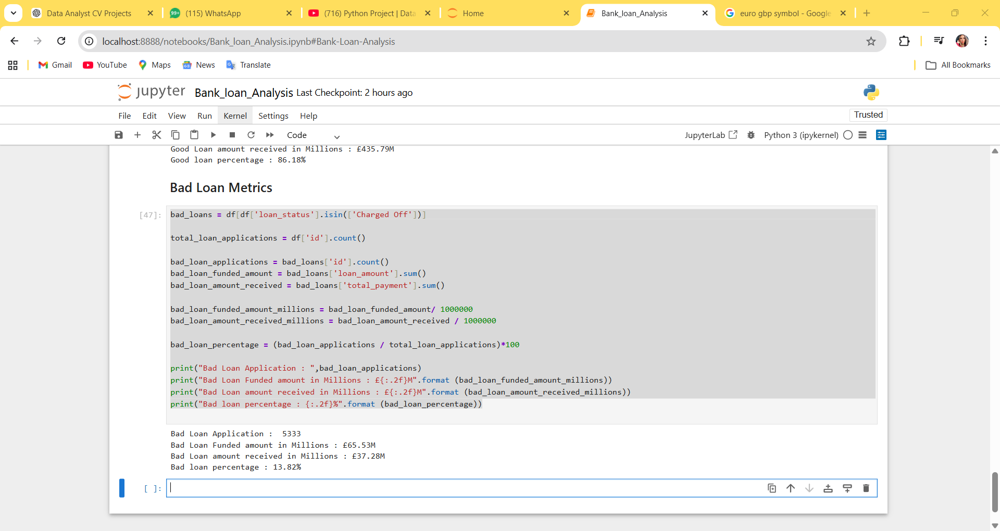 Data Analyst CV Projects
99+
(115) WhatsApp
(716) Python Project | Data
Home
Bank_loan_Analysis
euro gbp symbol - Google
localhost:8888/notebooks/Bank_loan_Analysis.ipynb#Bank-Loan-Analysis
Gmail
YouTube
Maps
News
Translate
All Bookmarks
jupyter Bank_loan_Analysis Last Checkpoint: 2 hours ago
File Edit View Run Kernel Settings Help
Trusted
Code
JupyterLab
Python 3 (ipykernel)
Good Loan amount received in Millions : £435.79M
Good loan percentage : 86.18%
Bad Loan Metrics
[47]:
bad_loans = df[df['loan_status'].isin(['Charged Off'])]
total_loan_applications = df['id'].count()
bad_loan_applications = bad_loans['id'].count()
bad_loan_funded_amount = bad_loans['loan_amount'].sum()
bad_loan_amount_received = bad_loans['total_payment'].sum()
bad_loan_funded_amount_millions = bad_loan_funded_amount/ 1000000
bad_loan_amount_received_millions = bad_loan_amount_received / 1000000
bad_loan_percentage = (bad_loan_applications / total_loan_applications)*100
print("Bad Loan Application : ",bad_loan_applications)
print("Bad Loan Funded amount in Millions : £{:.2f}M".format (bad_loan_funded_amount_millions))
print("Bad Loan amount received in Millions : £{:.2f}M".format (bad_loan_amount_received_millions))
print("Bad loan percentage : {:.2f}%".format (bad_loan_percentage))
Bad Loan Application :  5333
Bad Loan Funded amount in Millions : £65.53M
Bad Loan amount received in Millions : £37.28M
Bad loan percentage : 13.82%
[ ]: